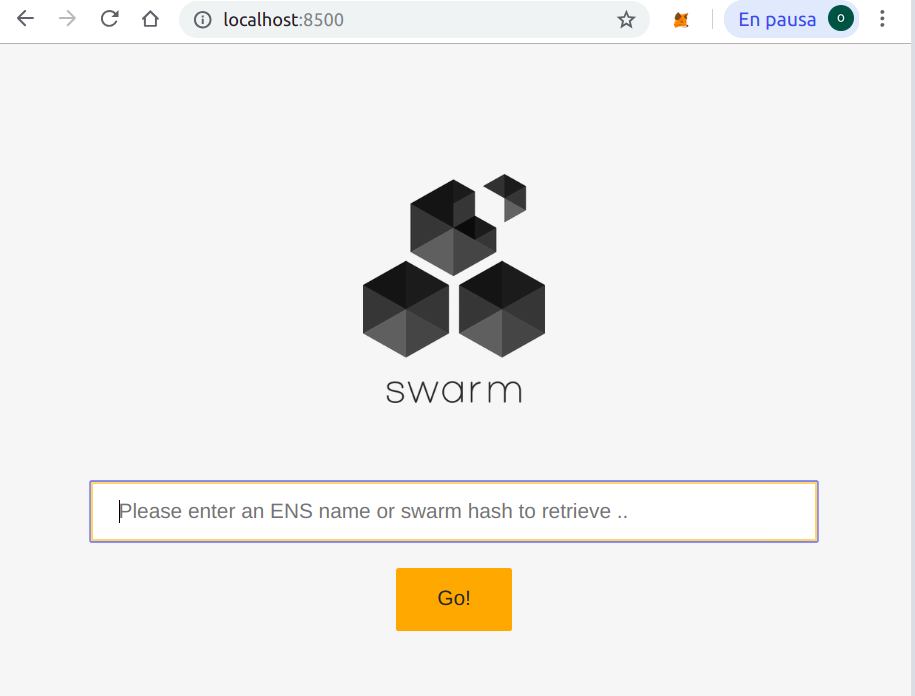 localhost:8500
En pausa
O
swarm
Please enter an ENS name or swarm hash to retrieve ..
Go!